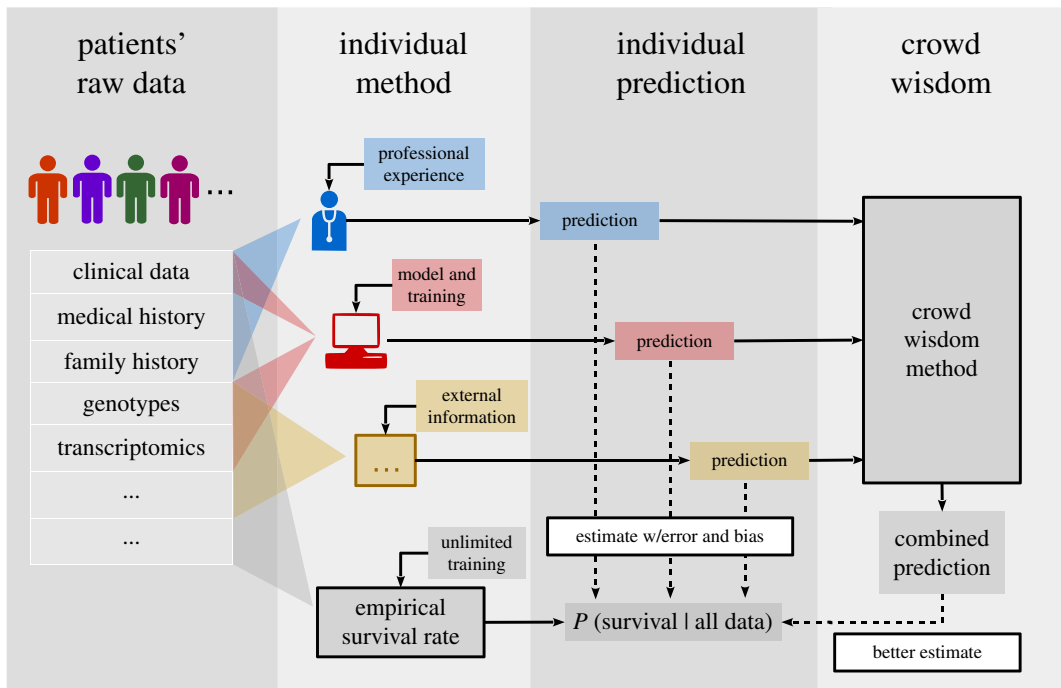 patients’
raw data
individual
method
individual
prediction
crowd
wisdom
professional
experience
...
prediction
clinical data
medical history
family history
genotypes
transcriptomics
...
...
model and
training
prediction
crowd
wisdom
method
external
information
...
prediction
estimate w/error and bias
combined
prediction
unlimited
training
empirical
survival rate
P (survival | all data)
better estimate